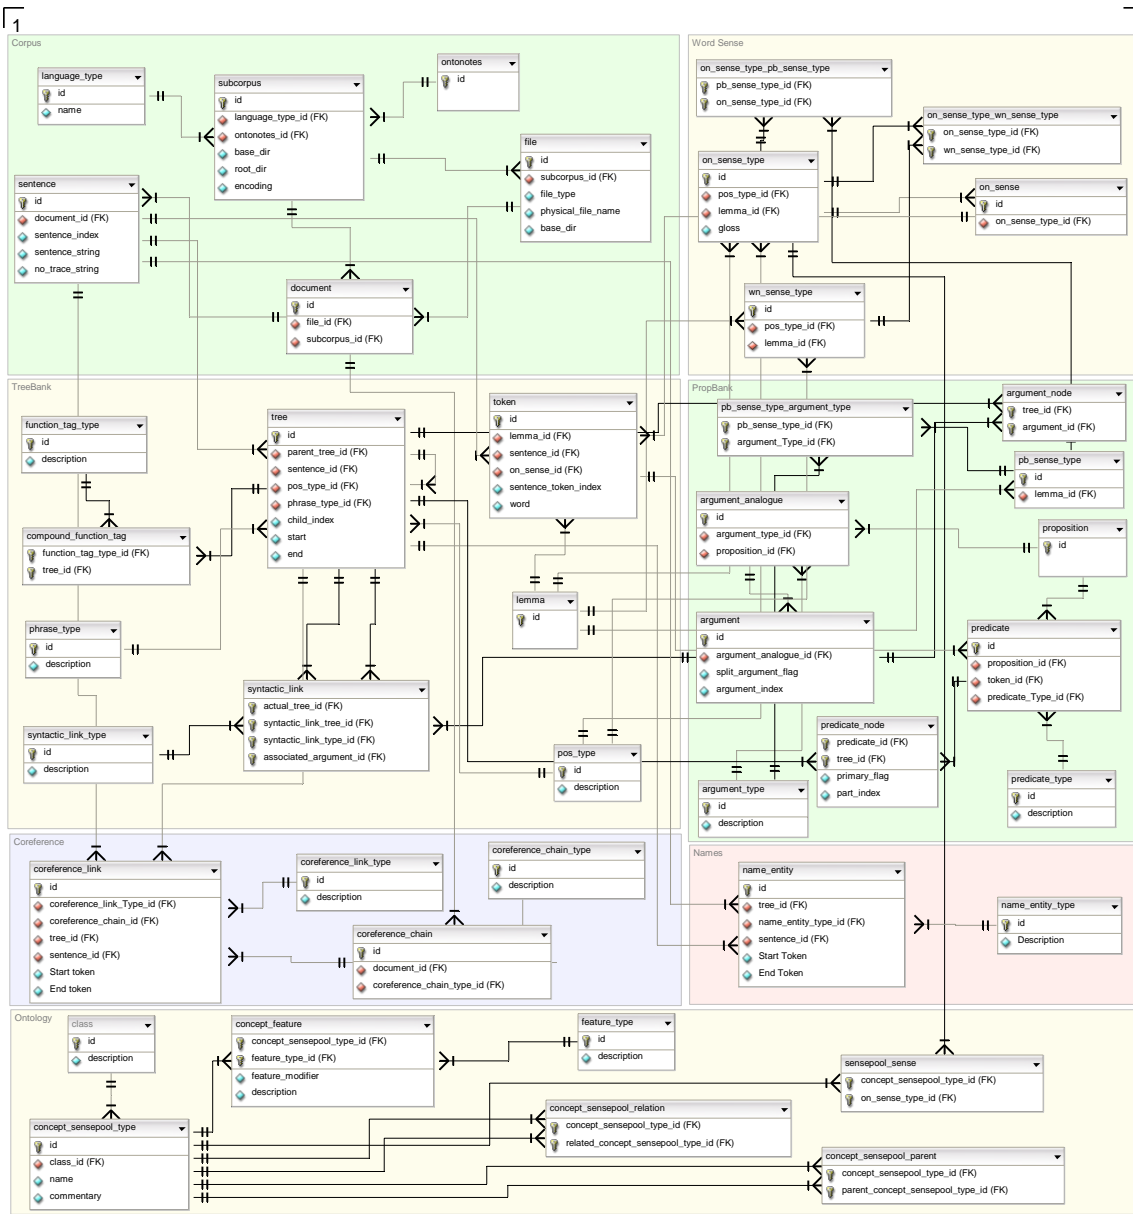 1
Corpus
language_type
id
name
subcorpus
id
language_type_id (FK)
ontonotes_id (FK)
base_dir
root_dir
encoding
ontonotes
id
file
id
subcorpus_id (FK)
file_type
physical_file_name
base_dir
sentence
id
document_id (FK)
sentence_index
sentence_string
no_trace_string
document
id
file_id (FK)
subcorpus_id (FK)
Word Sense
on_sense_type_pb_sense_type
pb_sense_type_id (FK)
on_sense_type_id (FK)
on_sense_type_wn_sense_type
on_sense_type_id (FK)
wn_sense_type_id (FK)
on_sense_type
id
pos_type_id (FK)
lemma_id (FK)
gloss
on_sense
id
on_sense_type_id (FK)
wn_sense_type
id
pos_type_id (FK)
lemma_id (FK)
TreeBank
function_tag_type
id
description
tree
id
parent_tree_id (FK)
sentence_id (FK)
pos_type_id (FK)
phrase_type_id (FK)
child_index
start
end
token
id
lemma_id (FK)
sentence_id (FK)
on_sense_id (FK)
sentence_token_index
word
compound_function_tag
function_tag_type_id (FK)
tree_id (FK)
lemma
id
phrase_type
id
description
syntactic_link
actual_tree_id (FK)
syntactic_link_tree_id (FK)
syntactic_link_type_id (FK)
associated_argument_id (FK)
syntactic_link_type
id
description
pos_type
id
description
PropBank
argument_node
tree_id (FK)
argument_id (FK)
pb_sense_type_argument_type
pb_sense_type_id (FK)
argument_Type_id (FK)
pb_sense_type
id
lemma_id (FK)
argument_analogue
id
argument_type_id (FK)
proposition_id (FK)
proposition
id
argument
id
argument_analogue_id (FK)
split_argument_flag
argument_index
predicate
id
proposition_id (FK)
token_id (FK)
predicate_Type_id (FK)
predicate_node
predicate_id (FK)
tree_id (FK)
primary_flag
part_index
argument_type
id
description
predicate_type
id
description
Coreference
coreference_link
id
coreference_link_Type_id (FK)
coreference_chain_id (FK)
tree_id (FK)
sentence_id (FK)
Start token
End token
coreference_link_type
id
description
coreference_chain_type
id
description
coreference_chain
id
document_id (FK)
coreference_chain_type_id (FK)
Names
name_entity
id
tree_id (FK)
name_entity_type_id (FK)
sentence_id (FK)
Start Token
End Token
name_entity_type
id
Description
Ontology
class
id
description
concept_feature
concept_sensepool_type_id (FK)
feature_type_id (FK)
feature_modifier
description
feature_type
id
description
sensepool_sense
concept_sensepool_type_id (FK)
on_sense_type_id (FK)
concept_sensepool_type
id
class_id (FK)
name
commentary
concept_sensepool_relation
concept_sensepool_type_id (FK)
related_concept_sensepool_type_id (FK)
concept_sensepool_parent
concept_sensepool_type_id (FK)
parent_concept_sensepool_type_id (FK)